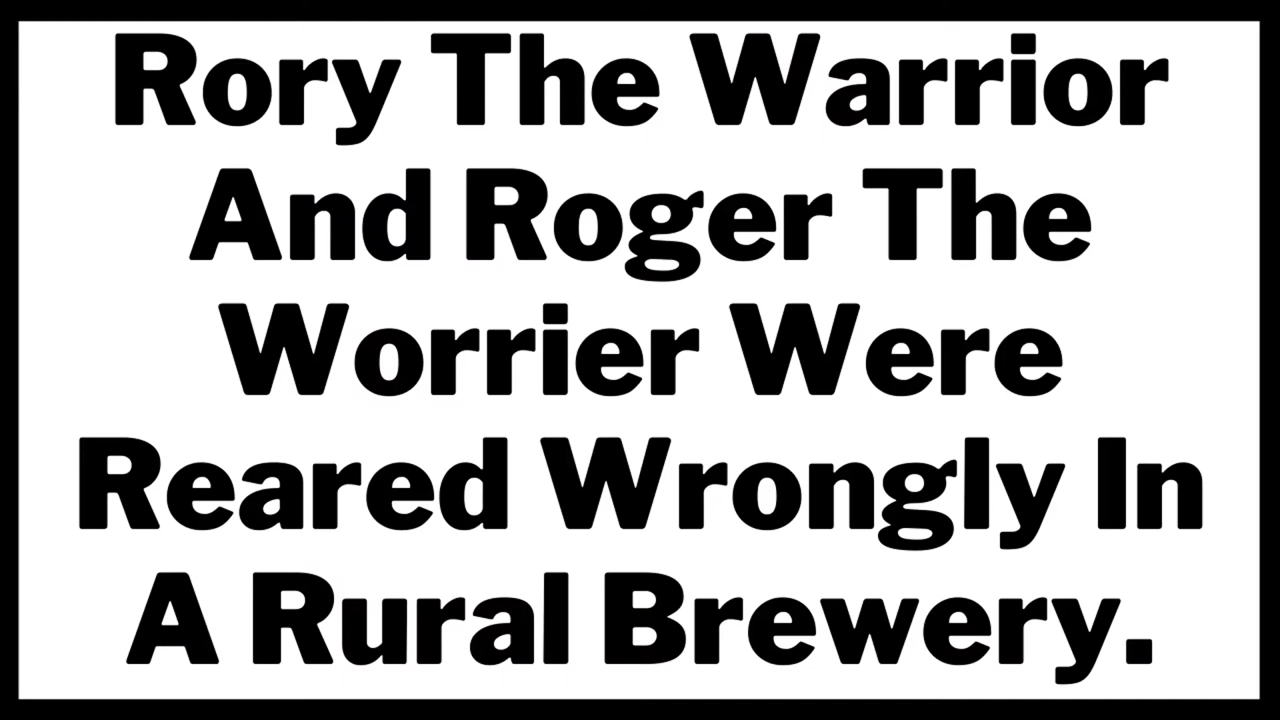 Rory The Warrior
And Roger The
Worrier Were
Reared Wrongly In
A Rural Brewery.